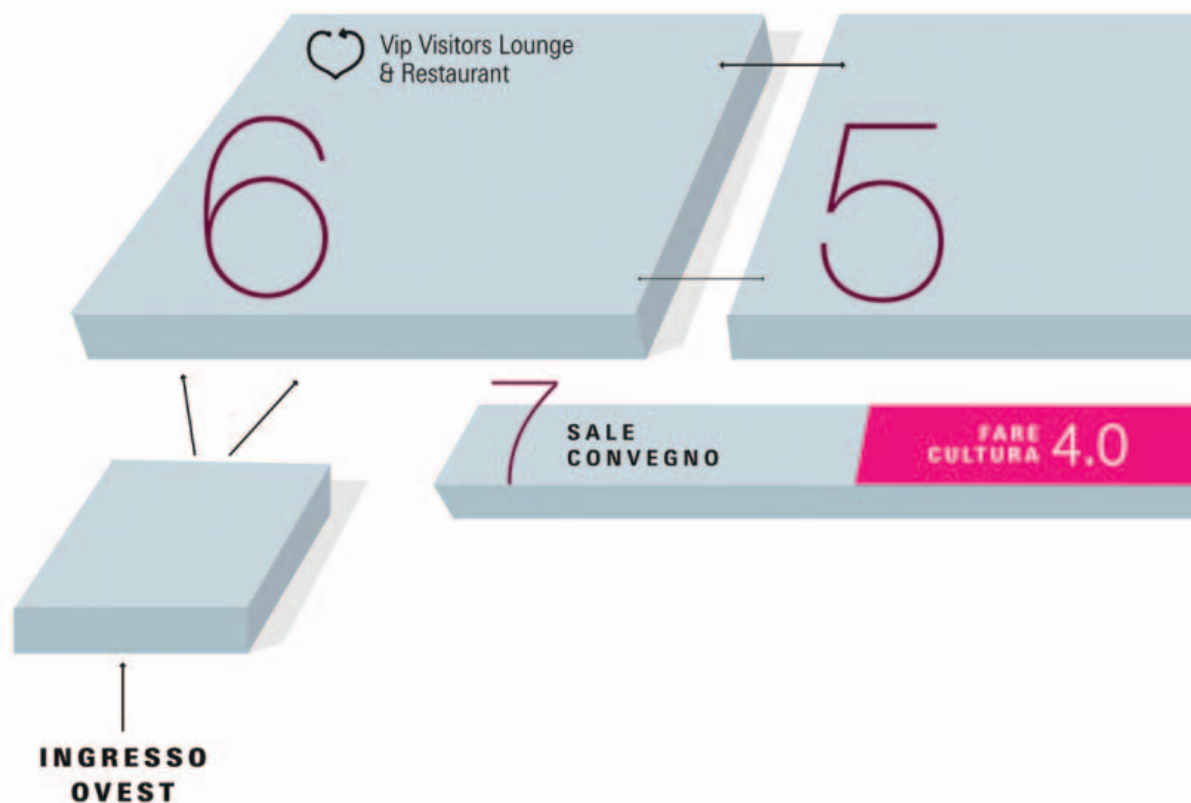 Vip Visitors Lounge
& Restaurant
6
5
7
SALE
CONVEGNO
FARE
CULTURA
4.0
INGRESSO
OVEST